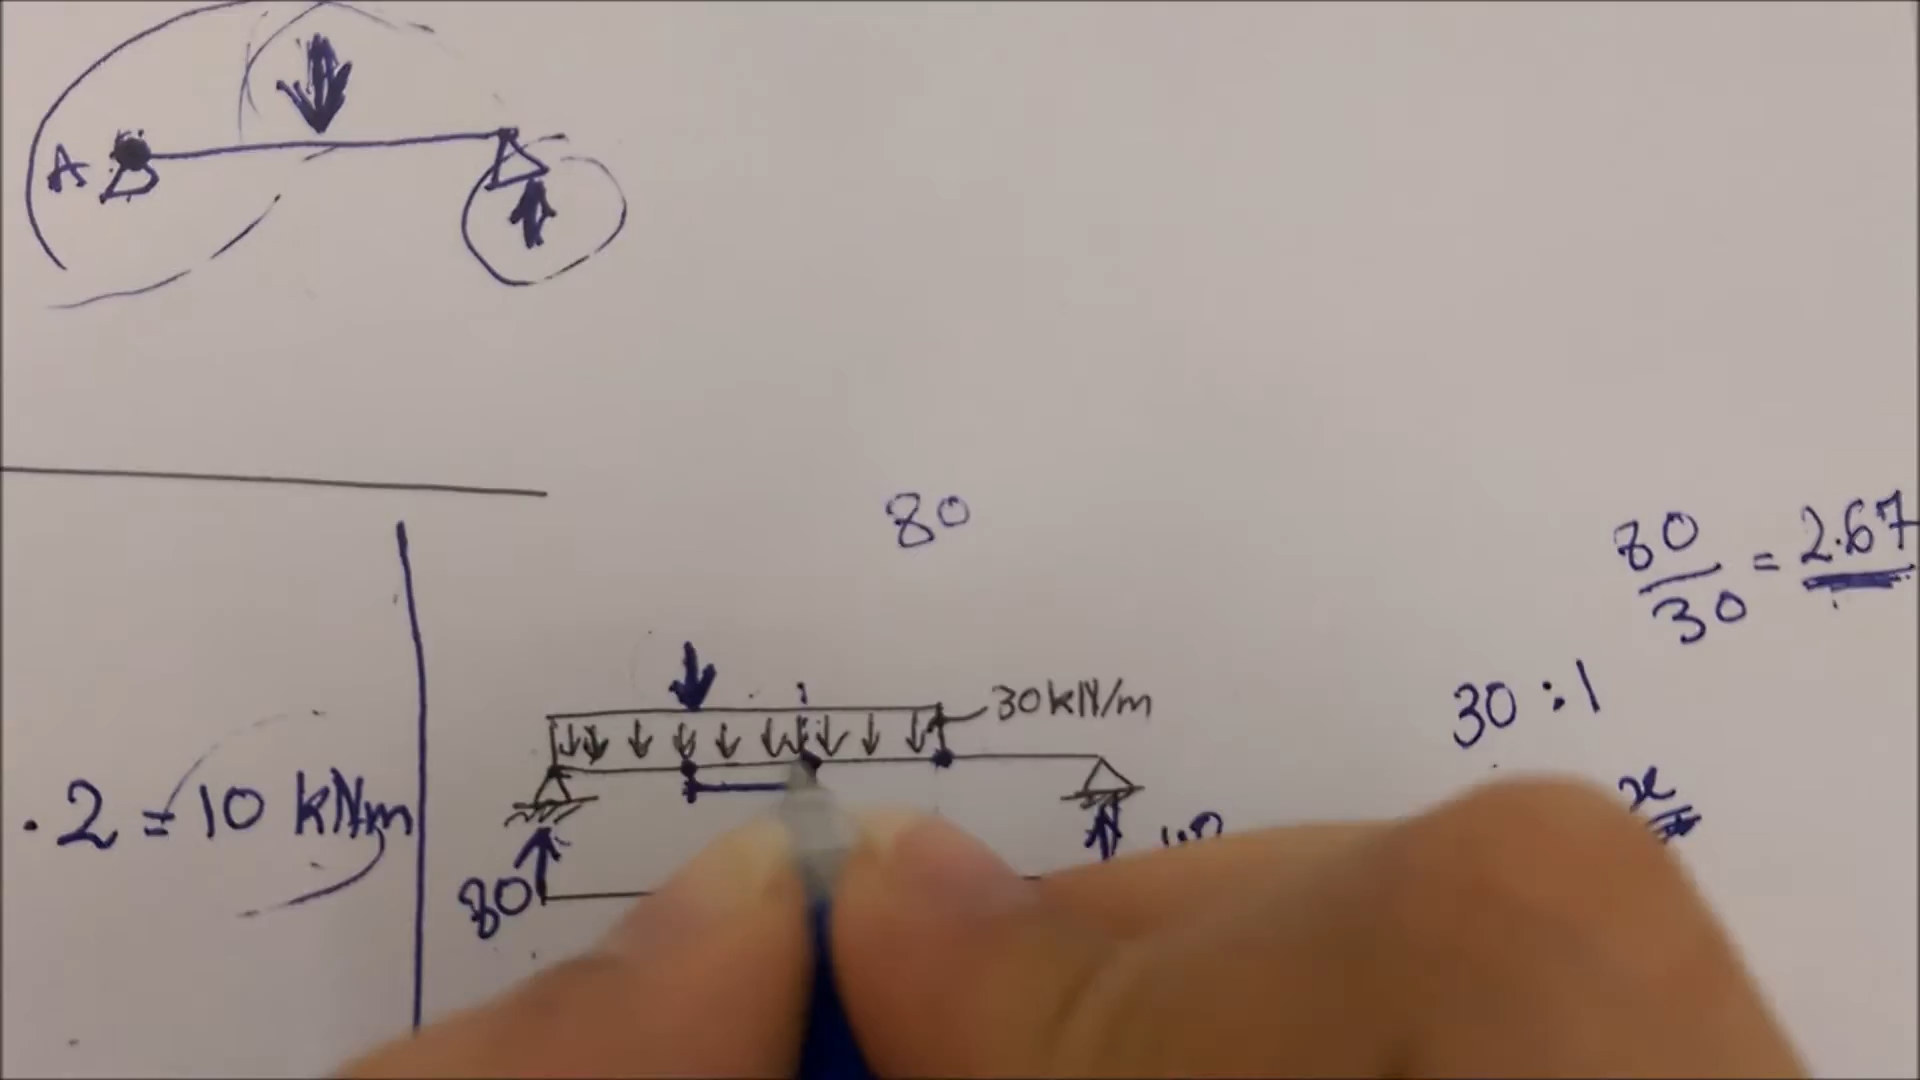 A
80
80
30
= 2.67
30 : 1
x
30kN/m
. 2 = 10 kNm
80